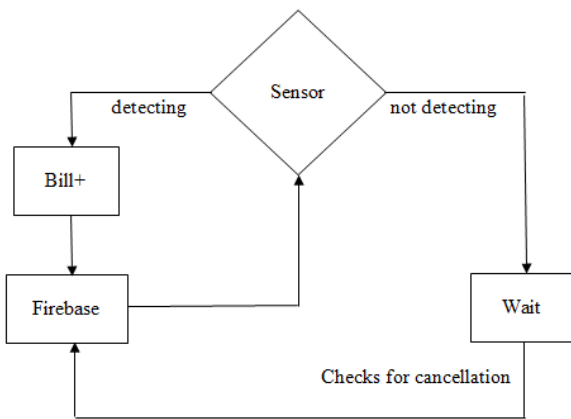 Sensor
detecting
not detecting
Bill+
Firebase
Wait
Checks for cancellation